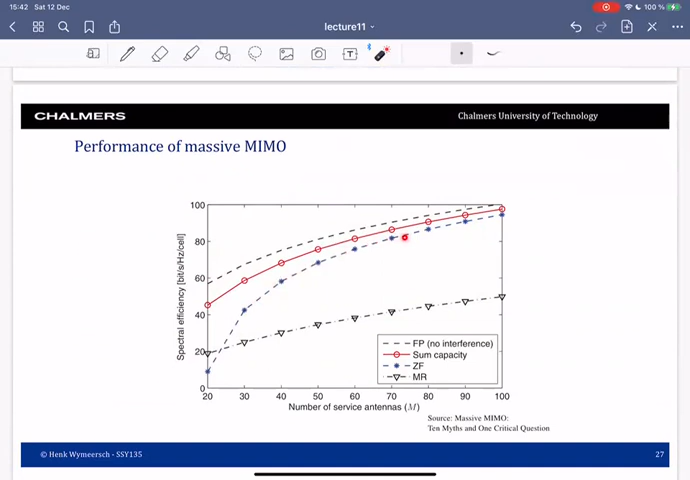 15:42 Sat 12 Dec
100 %
lecture11
T
CHALMERS
Chalmers University of Technology
Performance of massive MIMO
100
80
60
40
20
0
Spectral efficiency [bit/s/Hz/cell]
FP (no interference)
Sum capacity
ZF
MR
20 30 40 50 60 70 80 90 100
Number of service antennas (M)
Source: Massive MIMO:
Ten Myths and One Critical Question
© Henk Wymeersch - SSY135
27